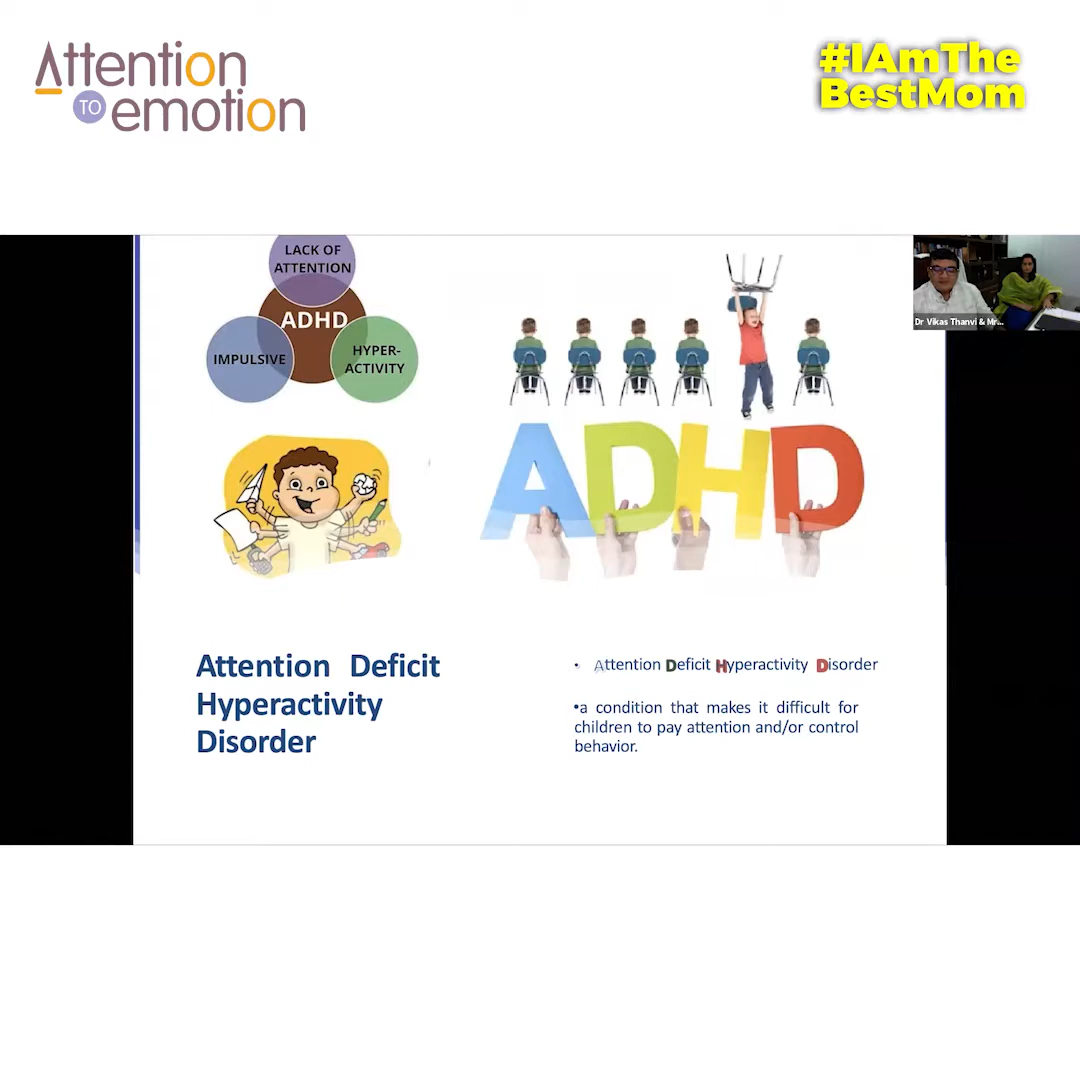 Attention
TO emotion
#IAmThe
BestMom
LACK OF
ATTENTION
ADHD
IMPULSIVE
HYPER-
ACTIVITY
Dr Vikas Thanvi & Mr...
ADHD
Attention Deficit
Hyperactivity
Disorder
• Attention Deficit Hyperactivity Disorder
•a condition that makes it difficult for
children to pay attention and/or control
behavior.